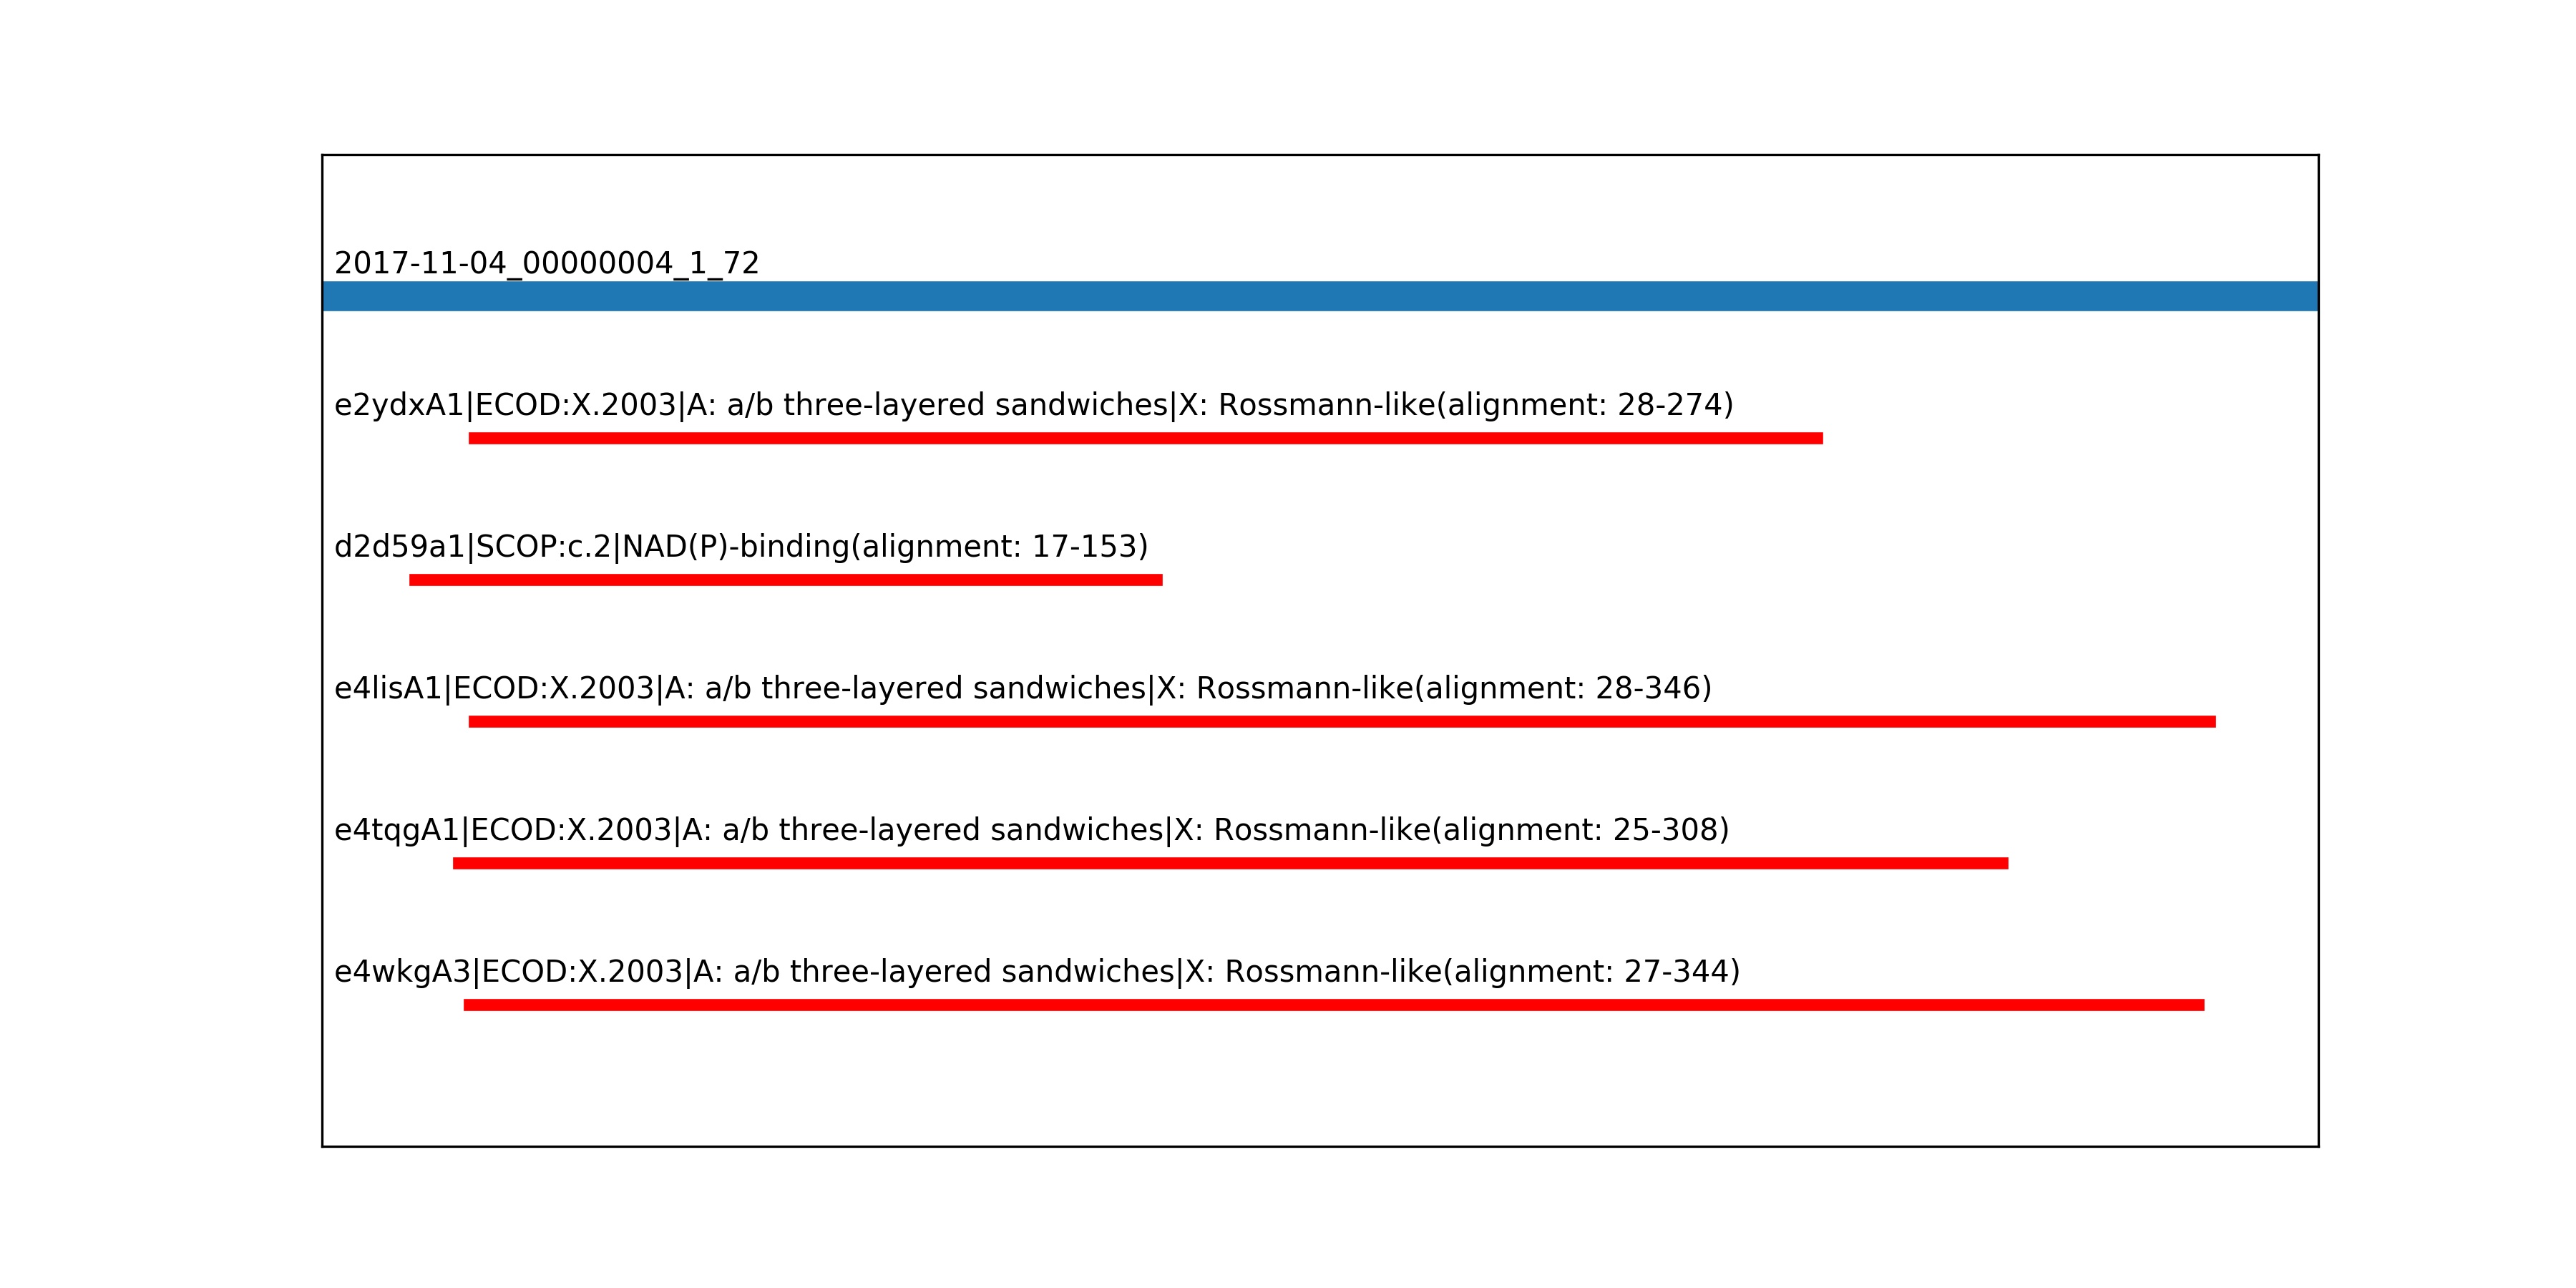 2017-11-04_00000004_1_72
e2ydxA1|ECOD:X.2003|A: a/b three-layered sandwiches|X: Rossmann-like(alignment: 28-274)
d2d59a1|SCOP:c.2|NAD(P)-binding(alignment: 17-153)
e4lisA1|ECOD:X.2003|A: a/b three-layered sandwiches|X: Rossmann-like(alignment: 28-346)
e4tqgA1|ECOD:X.2003|A: a/b three-layered sandwiches|X: Rossmann-like(alignment: 25-308)
e4wkgA3|ECOD:X.2003|A: a/b three-layered sandwiches|X: Rossmann-like(alignment: 27-344)